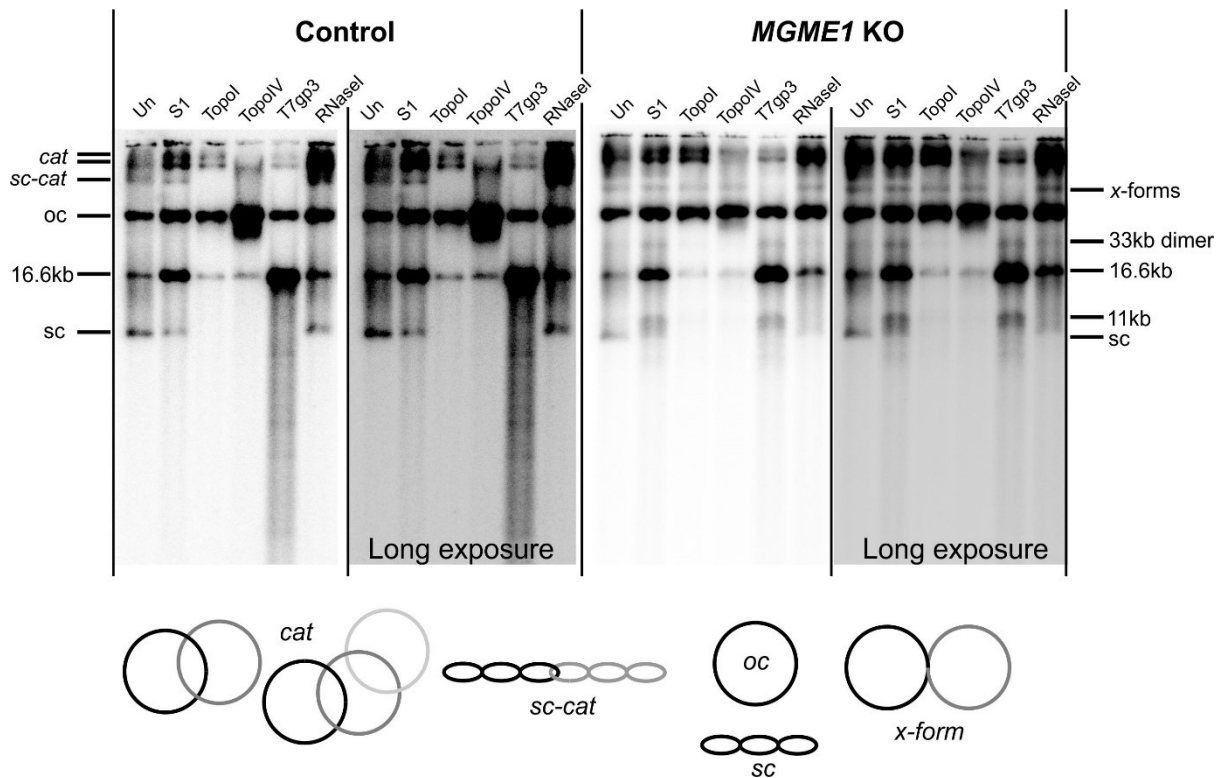 Control
MGME1 KO
Un S1 TopoI TopoIV T7gp3 RNaseI Un S1 TopoI TopoIV T7gp3 RNaseI Un S1 TopoI TopoIV T7gp3 RNaseI Un S1 TopoI TopoIV T7gp3 RNaseI
cat
sc-cat
oc
16.6kb
sc
x-forms
33kb dimer
16.6kb
11kb
sc
Long exposure
Long exposure
cat
sc-cat
oc
sc
x-form